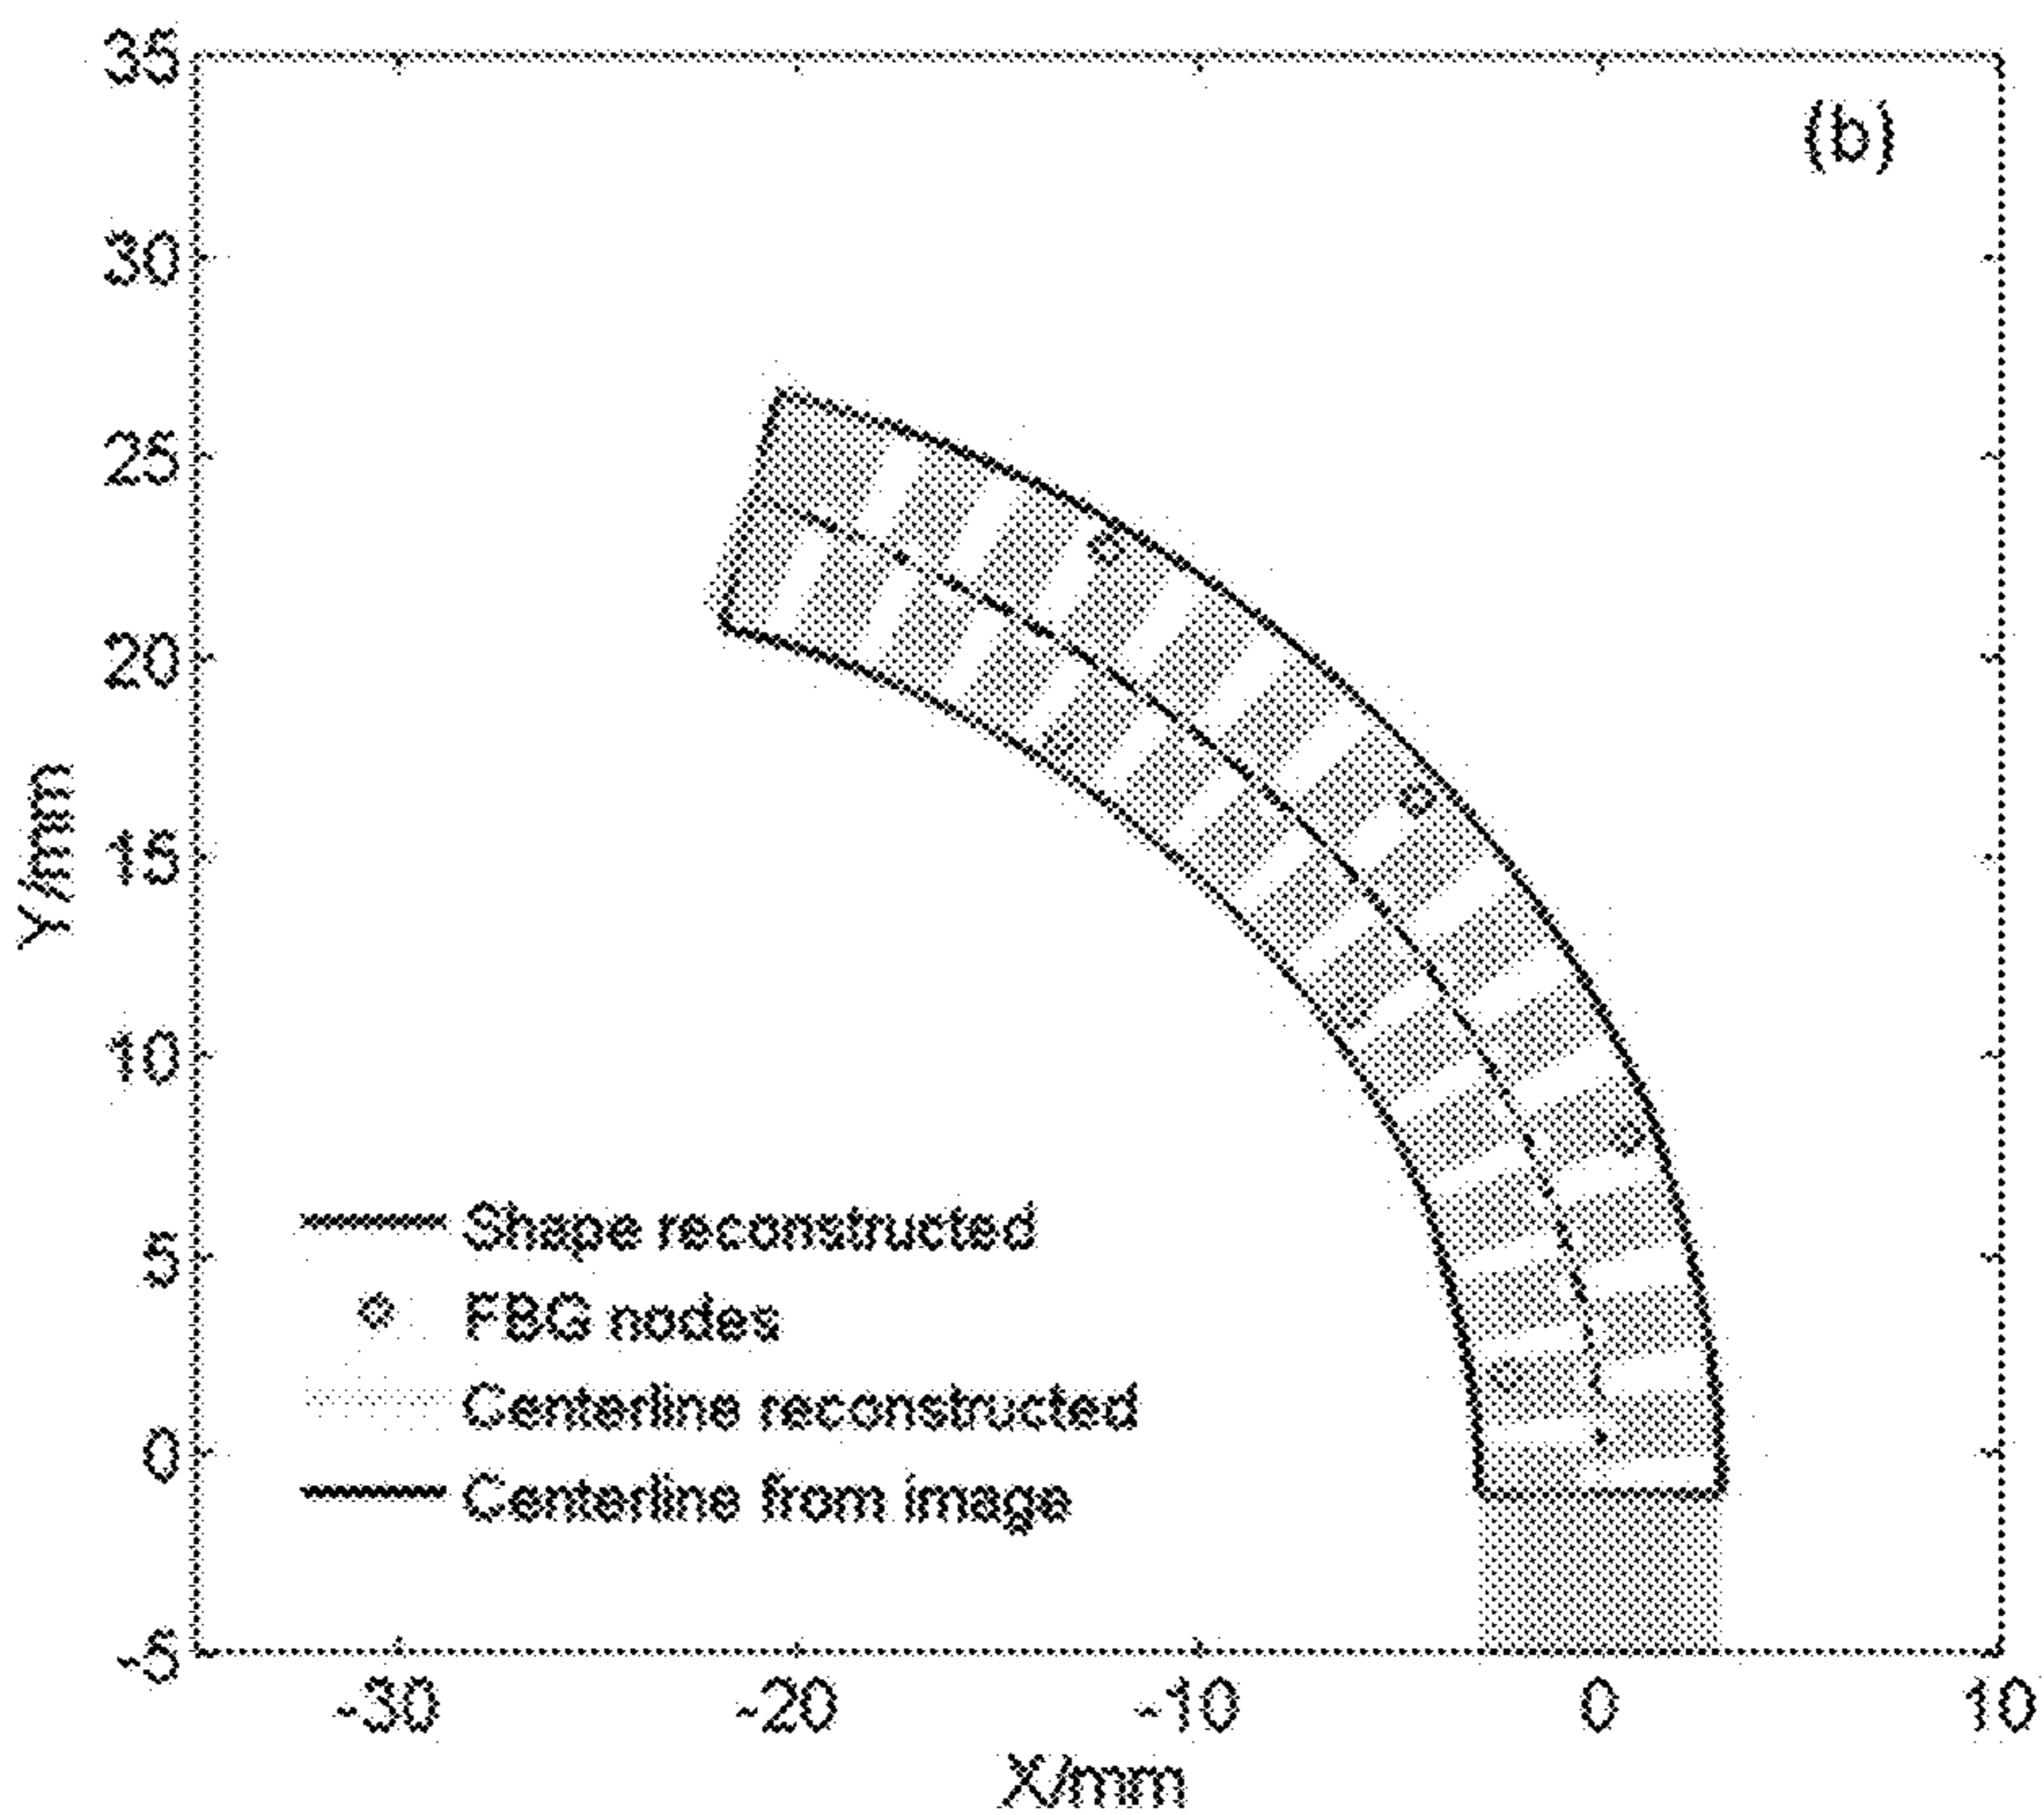 (b)
35
30
25
20
15
10
5
0
-5
Y/mm
Shape reconstructed
FBG nodes
Centerline reconstructed
Centerline from image
-30 -20 -10 0 10
X/mm